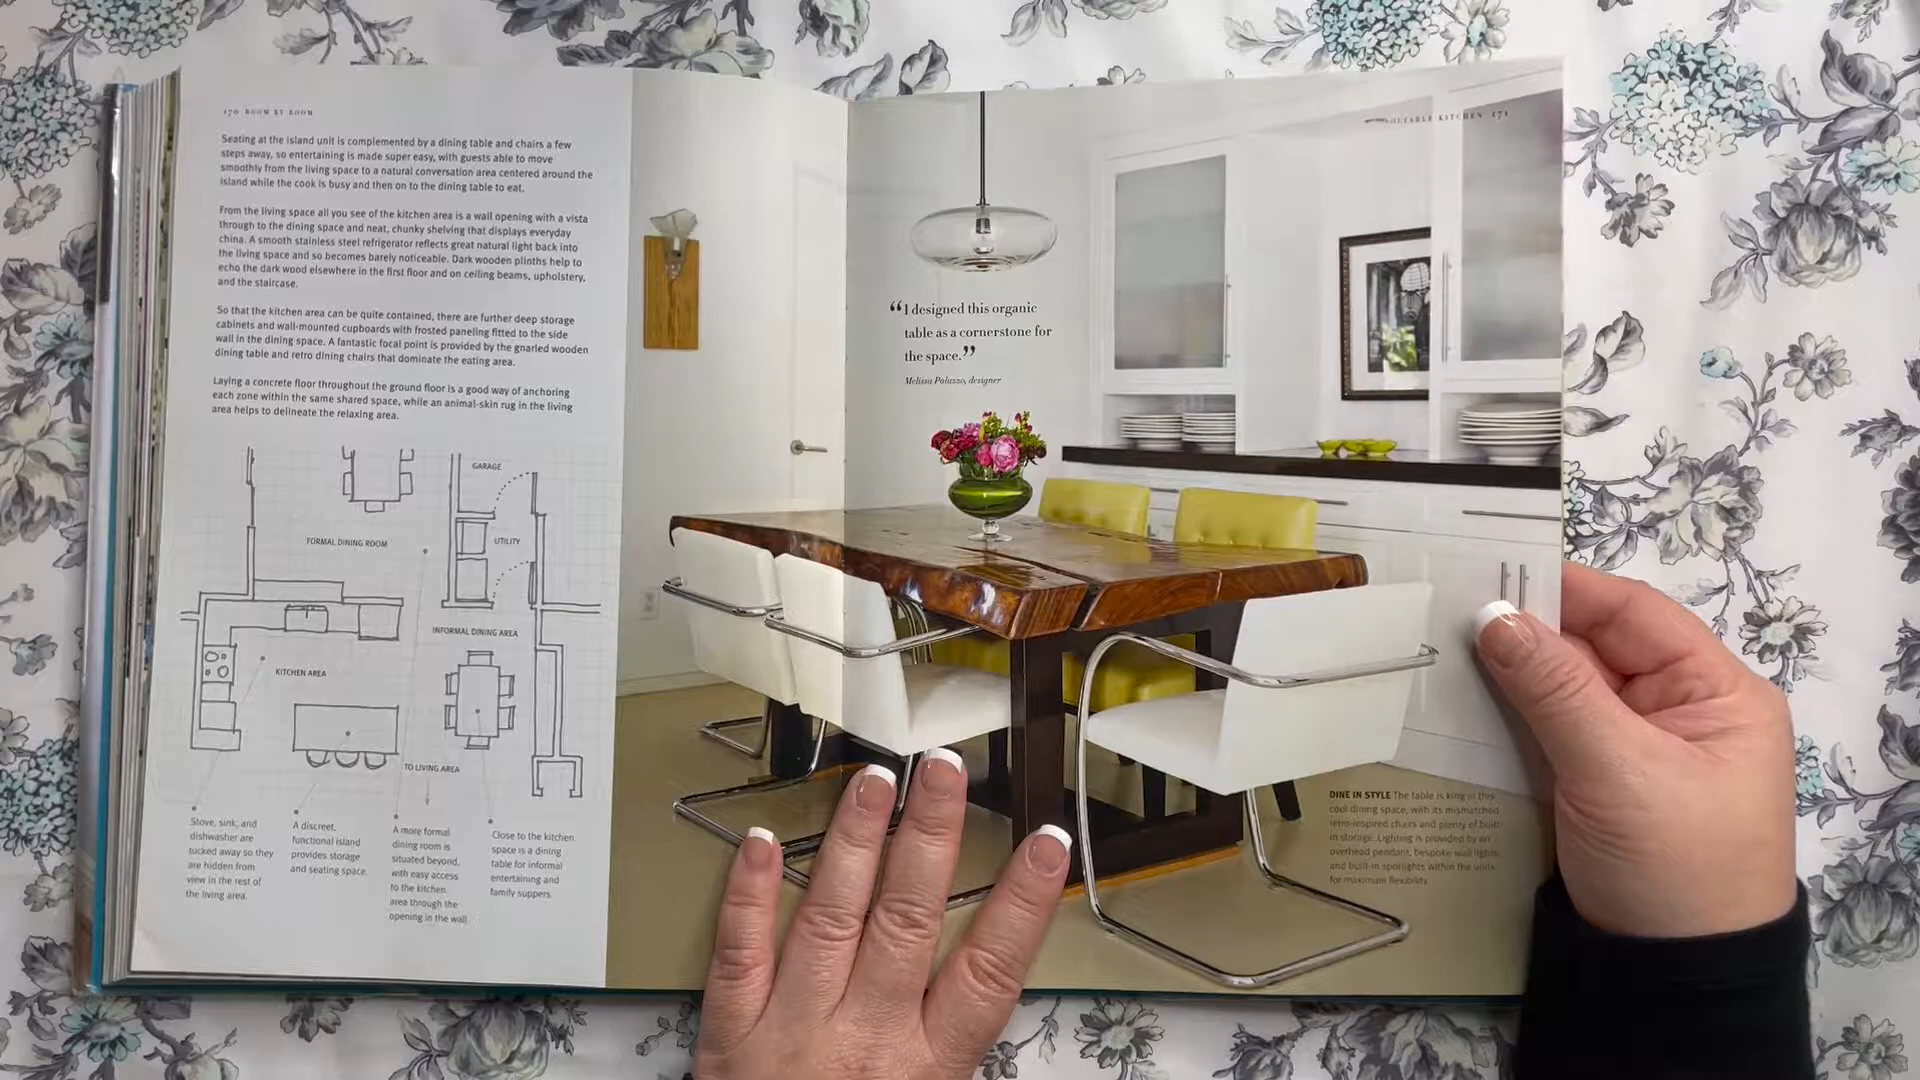 170 ROOM BY ROOM
Seating at the island unit is complemented by a dining table and chairs a few
steps away, so entertaining is made super easy, with guests able to move
smoothly from the living space to a natural conversation area centered around the
island while the cook is busy and then on to the dining table to eat.
From the living space all you see of the kitchen area is a wall opening with a vista
through to the dining space and neat, chunky shelving that displays everyday
china. A smooth stainless steel refrigerator reflects great natural light back into
the living space and so becomes barely noticeable. Dark wooden plinths help to
echo the dark wood elsewhere in the first floor and on ceiling beams, upholstery,
and the staircase.
So that the kitchen area can be quite contained, there are further deep storage
cabinets and wall-mounted cupboards with frosted paneling fitted to the side
wall in the dining space. A fantastic focal point is provided by the gnarled wooden
dining table and retro dining chairs that dominate the eating area.
Laying a concrete floor throughout the ground floor is a good way of anchoring
each zone within the same shared space, while an animal-skin rug in the living
area helps to delineate the relaxing area.
GARAGE
FORMAL DINING ROOM
UTILITY
INFORMAL DINING AREA
KITCHEN AREA
TO LIVING AREA
Stove, sink, and
dishwasher are
tucked away so they
are hidden from
view in the rest of
the living area.
A discreet,
functional island
provides storage
and seating space.
A more formal
dining room is
situated beyond,
with easy access
to the kitchen
area through the
opening in the wall.
Close to the kitchen
space is a dining
table for informal
entertaining and
family suppers.
KITCHEN 171
“I designed this organic
table as a cornerstone for
the space.”
Melissa Palazzo, designer
DINE IN STYLE The table is king in this
cool dining space, with its mismatched
retro-inspired chairs and plenty of built-
in storage. Lighting is provided by an
overhead pendant, bespoke wall lights,
and built-in spotlights within the units
for maximum flexibility.